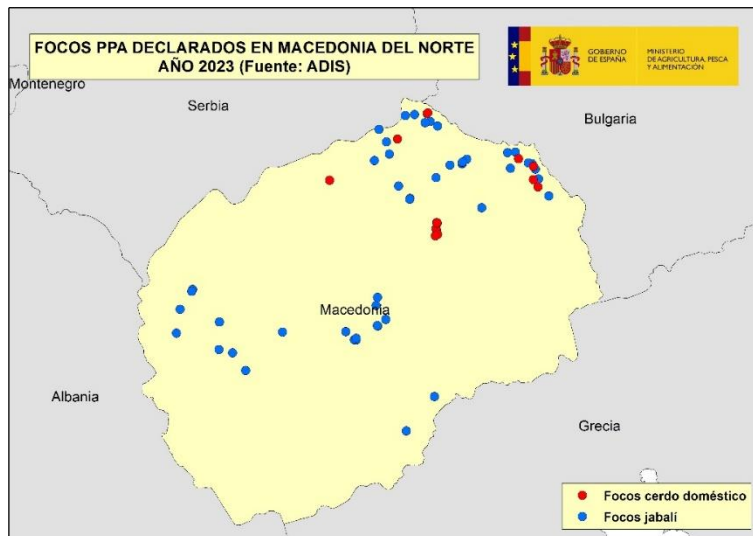 FOCOS PPA DECLARADOS EN MACEDONIA DEL NORTE
AÑO 2023 (Fuente: ADIS)
GOBIERNO
DE ESPAÑA
MINISTERIO
DE AGRICULTURA, PESCA
Y ALIMENTACIÓN
Montenegro
Serbia
Bulgaria
Macedonia
Albania
Grecia
Focos cerdo doméstico
Focos jabalí